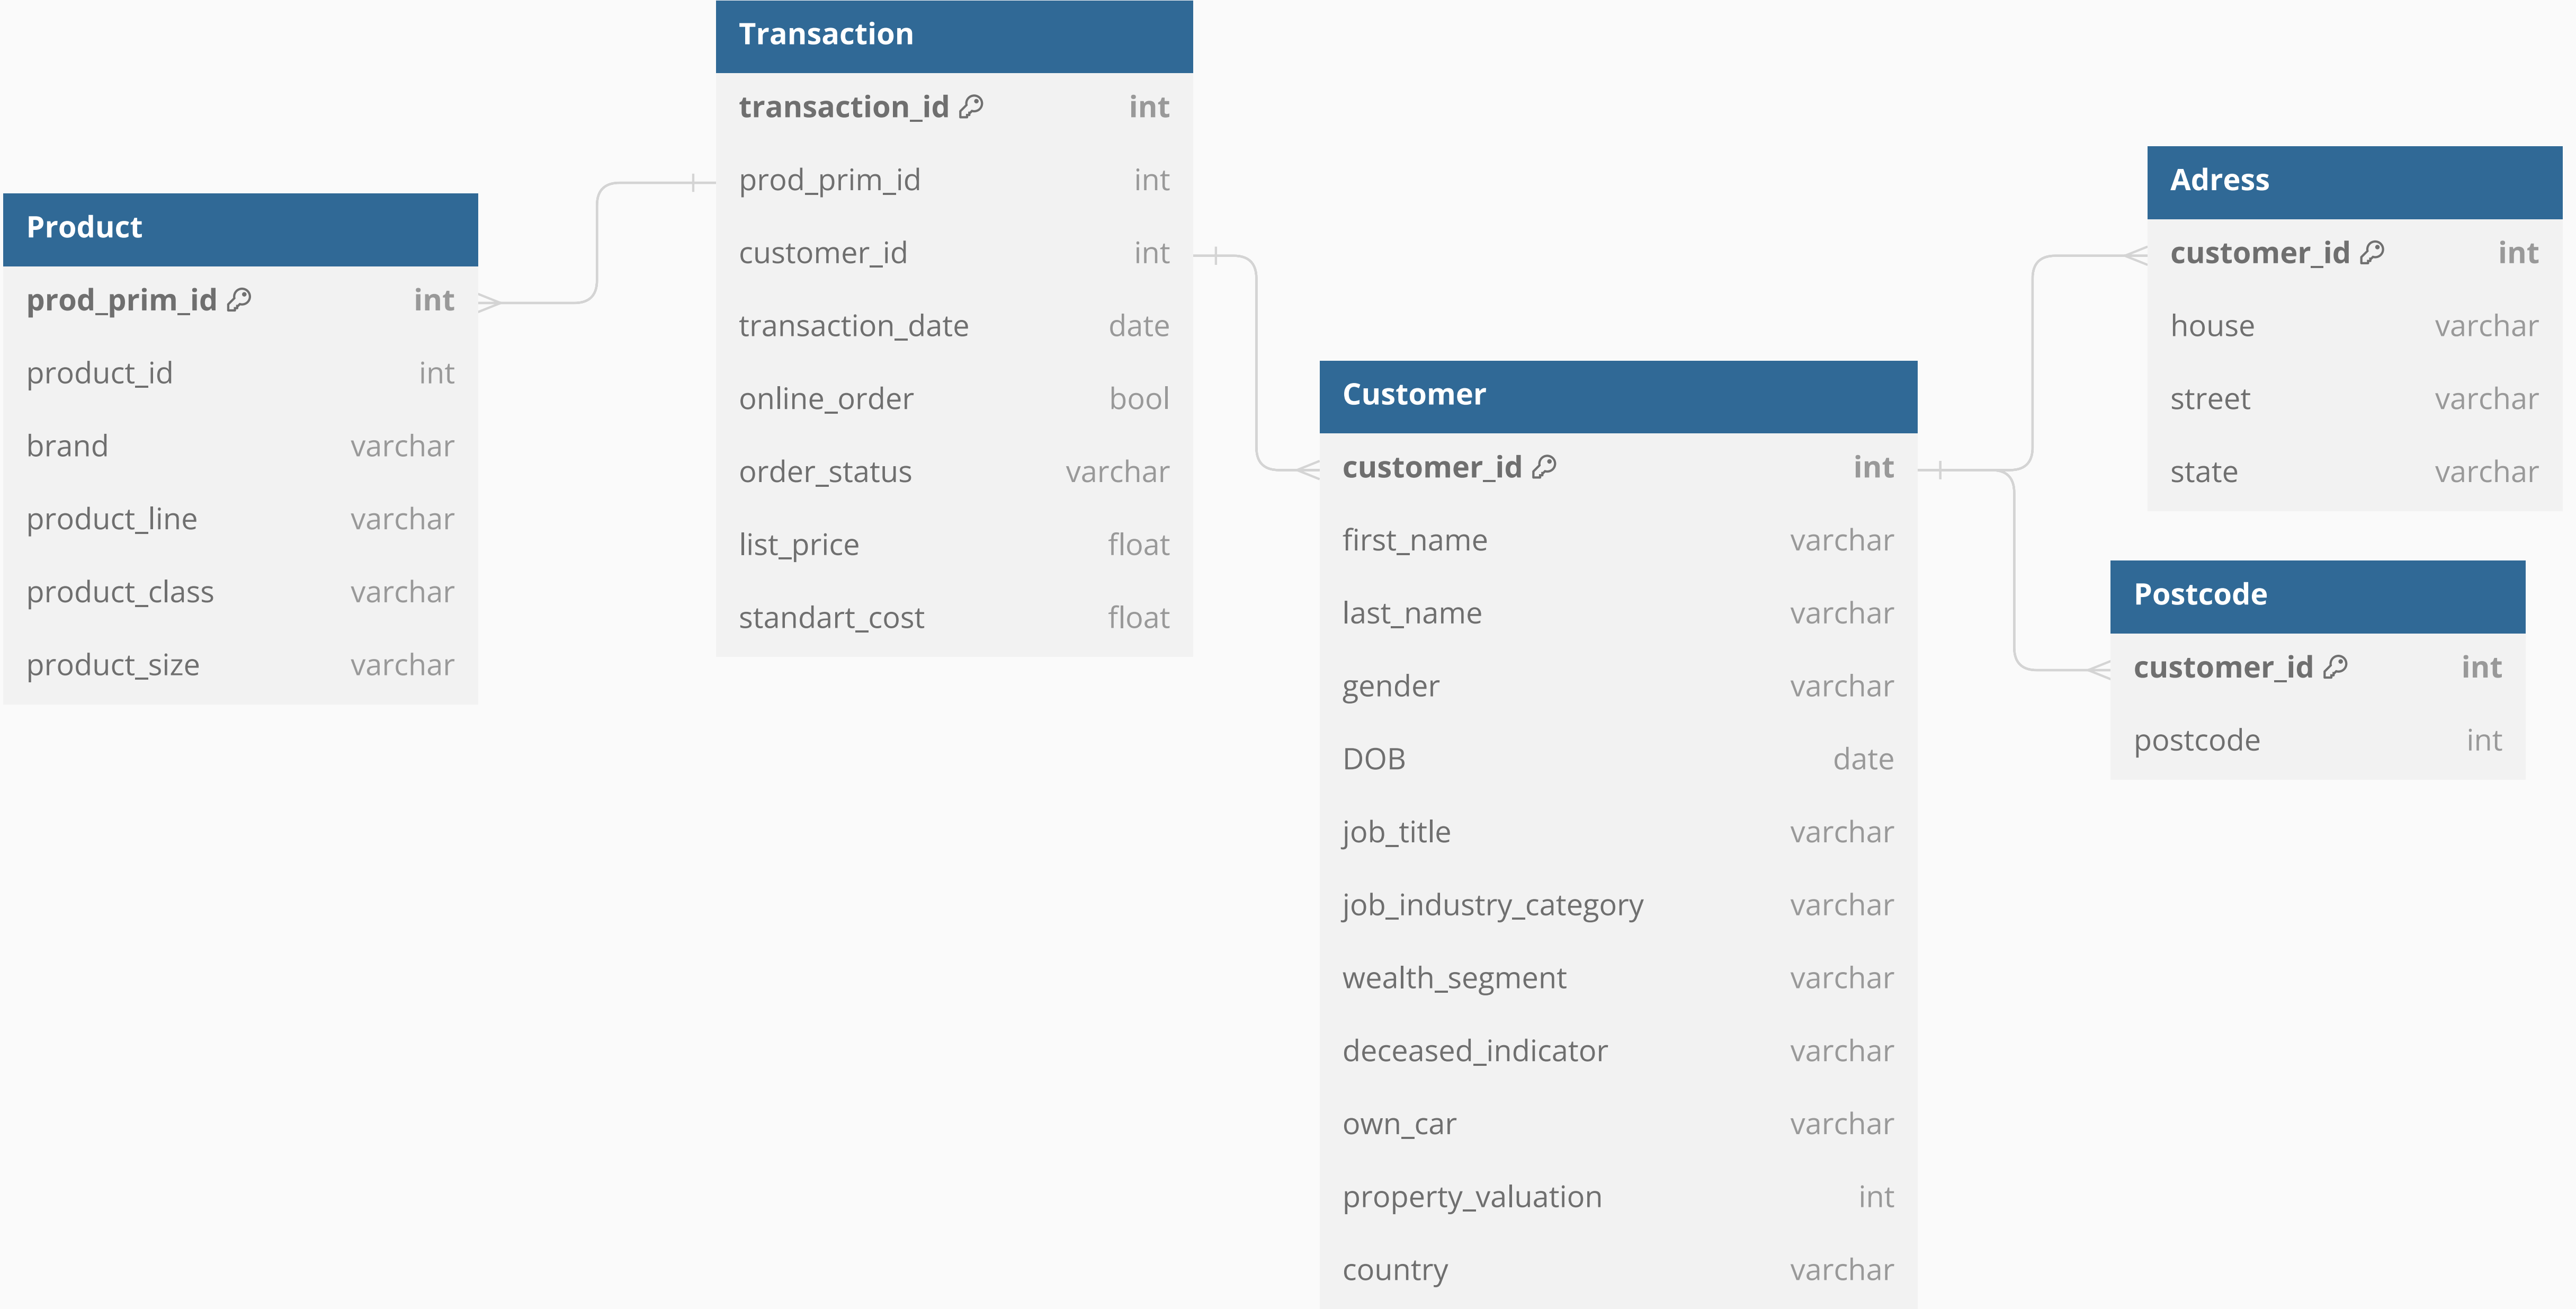 Transaction
transaction_id int
prod_prim_id int
customer_id int
transaction_date date
online_order bool
order_status varchar
list_price float
standart_cost float
Product
prod_prim_id int
product_id int
brand varchar
product_line varchar
product_class varchar
product_size varchar
Customer
customer_id int
first_name varchar
last_name varchar
gender varchar
DOB date
job_title varchar
job_industry_category varchar
wealth_segment varchar
deceased_indicator varchar
own_car varchar
property_valuation int
country varchar
Adress
customer_id int
house varchar
street varchar
state varchar
Postcode
customer_id int
postcode int